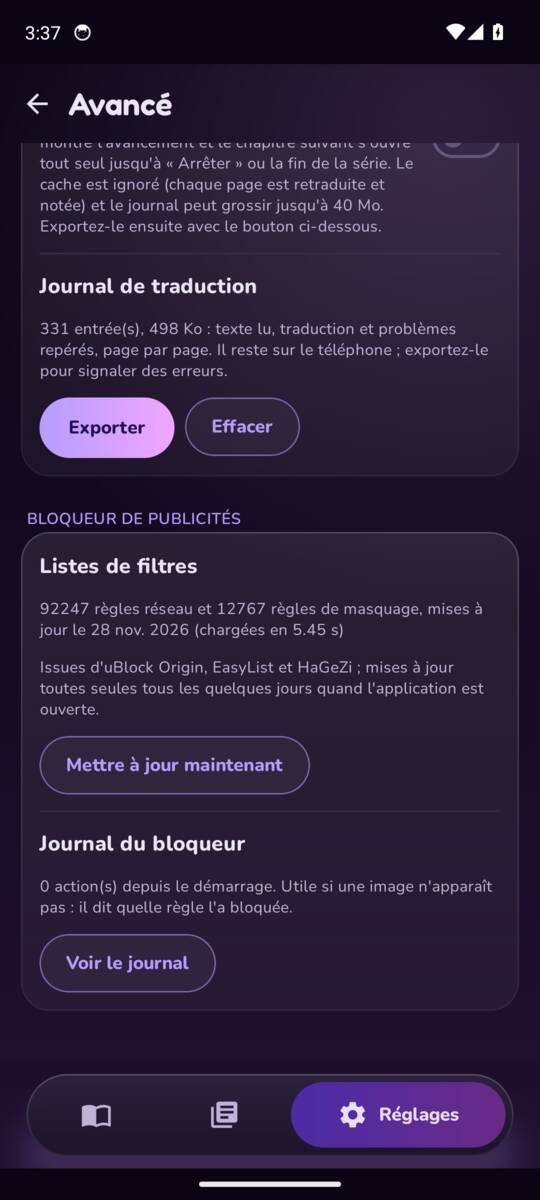 3:37
Avancé
montre l'avancement et le chapitre suivant s'ouvre
tout seul jusqu'à « Arrêter » ou la fin de la série. Le
cache est ignoré (chaque page est retraduite et
notée) et le journal peut grossir jusqu'à 40 Mo.
Exportez-le ensuite avec le bouton ci-dessous.
Journal de traduction
331 entrée(s), 498 Ko : texte lu, traduction et problèmes
repérés, page par page. Il reste sur le téléphone ; exportez-le
pour signaler des erreurs.
Exporter
Effacer
BLOQUEUR DE PUBLICITÉS
Listes de filtres
92247 règles réseau et 12767 règles de masquage, mises à
jour le 28 nov. 2026 (chargées en 5.45 s)
Issues d'uBlock Origin, EasyList et HaGeZi ; mises à jour
toutes seules tous les quelques jours quand l'application est
ouverte.
Mettre à jour maintenant
Journal du bloqueur
0 action(s) depuis le démarrage. Utile si une image n'apparaît
pas : il dit quelle règle l'a bloquée.
Voir le journal
Réglages